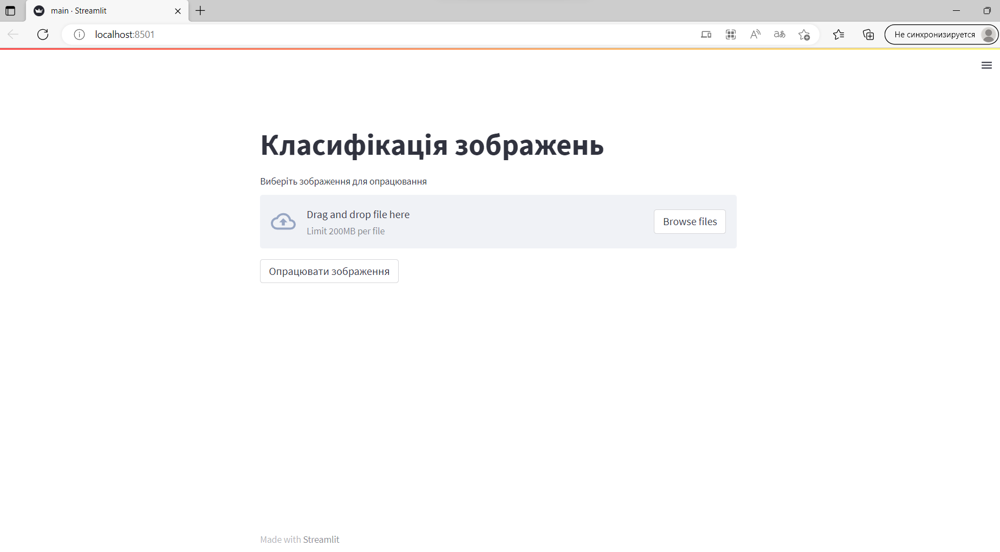 main · Streamlit
localhost:8501
Не синхронизируется
Класифікація зображень
Виберіть зображення для опрацювання
Drag and drop file here
Limit 200MB per file
Browse files
Опрацювати зображення
Made with Streamlit